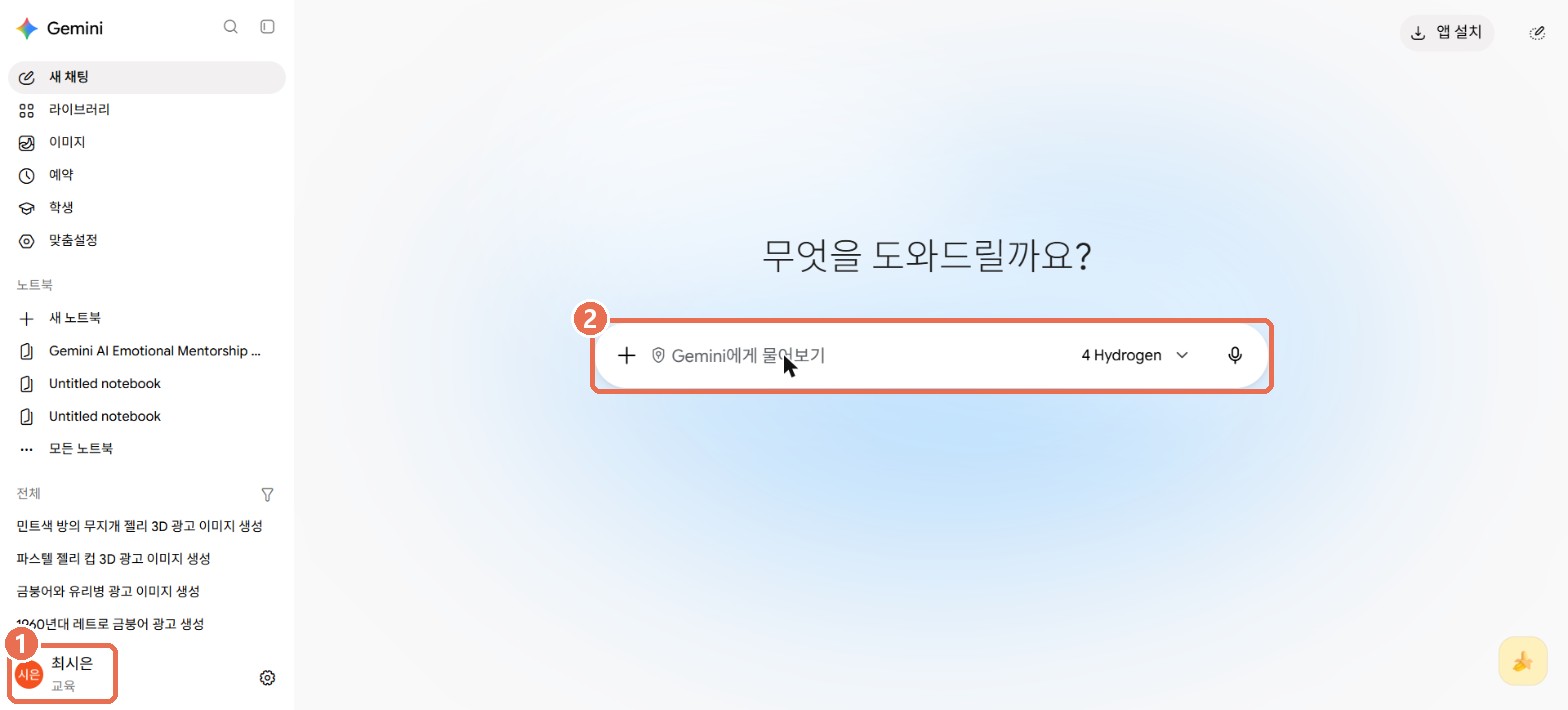 Gemini
새 채팅
라이브러리
이미지
예약
학생
맞춤설정
노트북
새 노트북
Gemini AI Emotional Mentorship ...
Untitled notebook
Untitled notebook
모든 노트북
전체
민트색 방의 무지개 젤리 3D 광고 이미지 생성
파스텔 젤리 컵 3D 광고 이미지 생성
금붕어와 유리병 광고 이미지 생성
1960년대 레트로 금붕어 광고 생성
1
시은
최시은
교육
앱 설치
무엇을 도와드릴까요?
2
Gemini에게 물어보기
4 Hydrogen